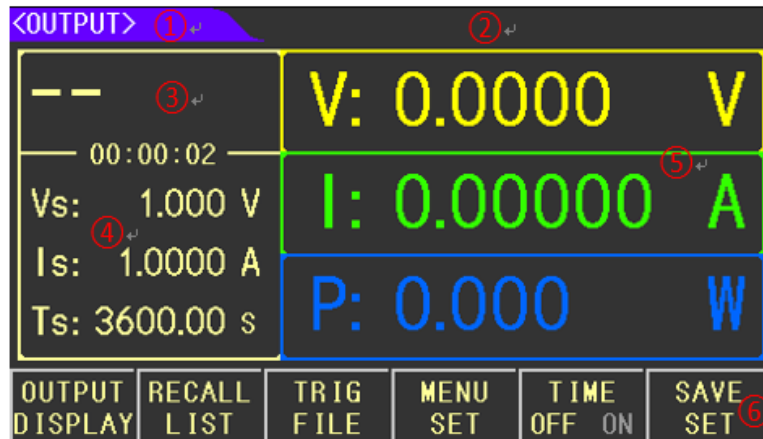 <OUTPUT> ① ↵ ② ↵
-- ③ ↵
V: 0.0000 V
00:00:02
I: 0.00000 A ⑤ ↵
Vs: 1.000 V
④ ↵
Is: 1.0000 A
Ts: 3600.00 s
P: 0.000 W
OUTPUT DISPLAY
RECALL LIST
TRIG FILE
MENU SET
TIME OFF ON
SAVE SET ⑥